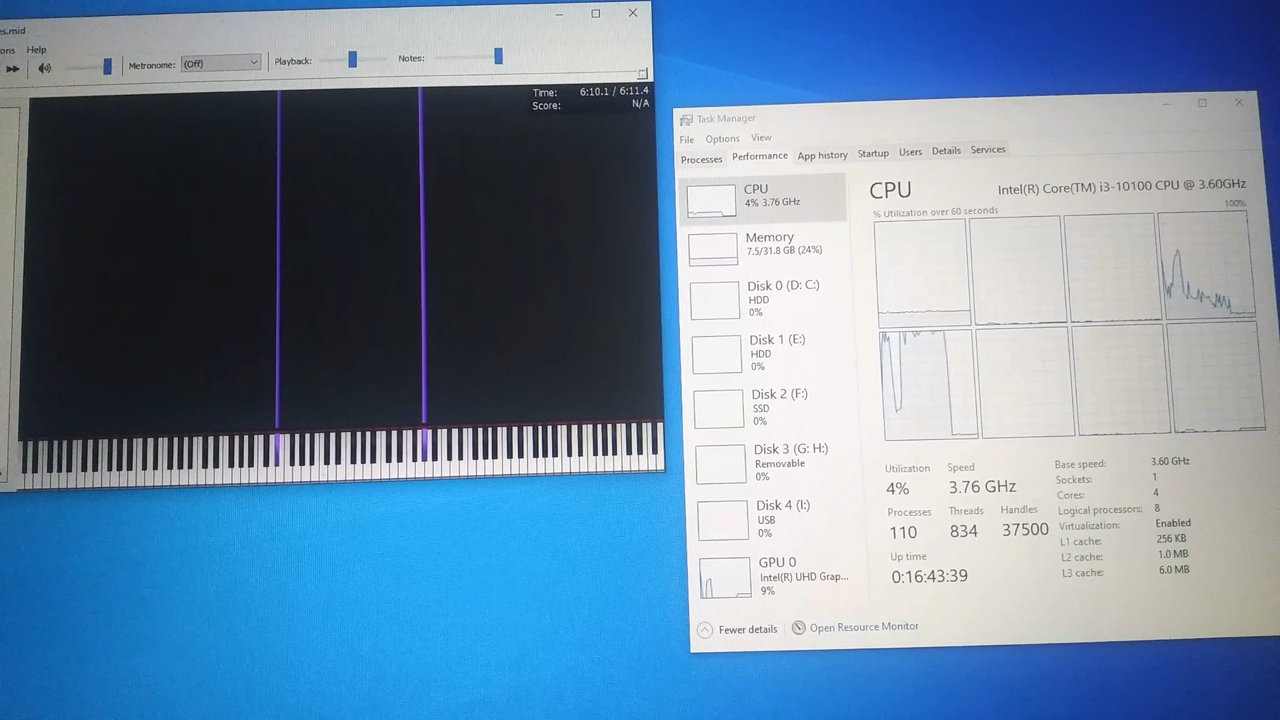 es.mid
ons Help
Metronome: (Off) Playback: Notes:
Time: 6:10.1 / 6:11.4
Score: N/A
Task Manager
File Options View
Processes Performance App history Startup Users Details Services
CPU
4% 3.76 GHz
Memory
7.5/31.8 GB (24%)
Disk 0 (D: C:)
HDD
0%
Disk 1 (E:)
HDD
0%
Disk 2 (F:)
SSD
0%
Disk 3 (G: H:)
Removable
0%
Disk 4 (I:)
USB
0%
GPU 0
Intel(R) UHD Grap...
9%
CPU Intel(R) Core(TM) i3-10100 CPU @ 3.60GHz
% Utilization over 60 seconds 100%
Utilization Speed
4% 3.76 GHz
Processes Threads Handles
110 834 37500
Up time
0:16:43:39
Base speed: 3.60 GHz
Sockets: 1
Cores: 4
Logical processors: 8
Virtualization: Enabled
L1 cache: 256 KB
L2 cache: 1.0 MB
L3 cache: 6.0 MB
Fewer details Open Resource Monitor